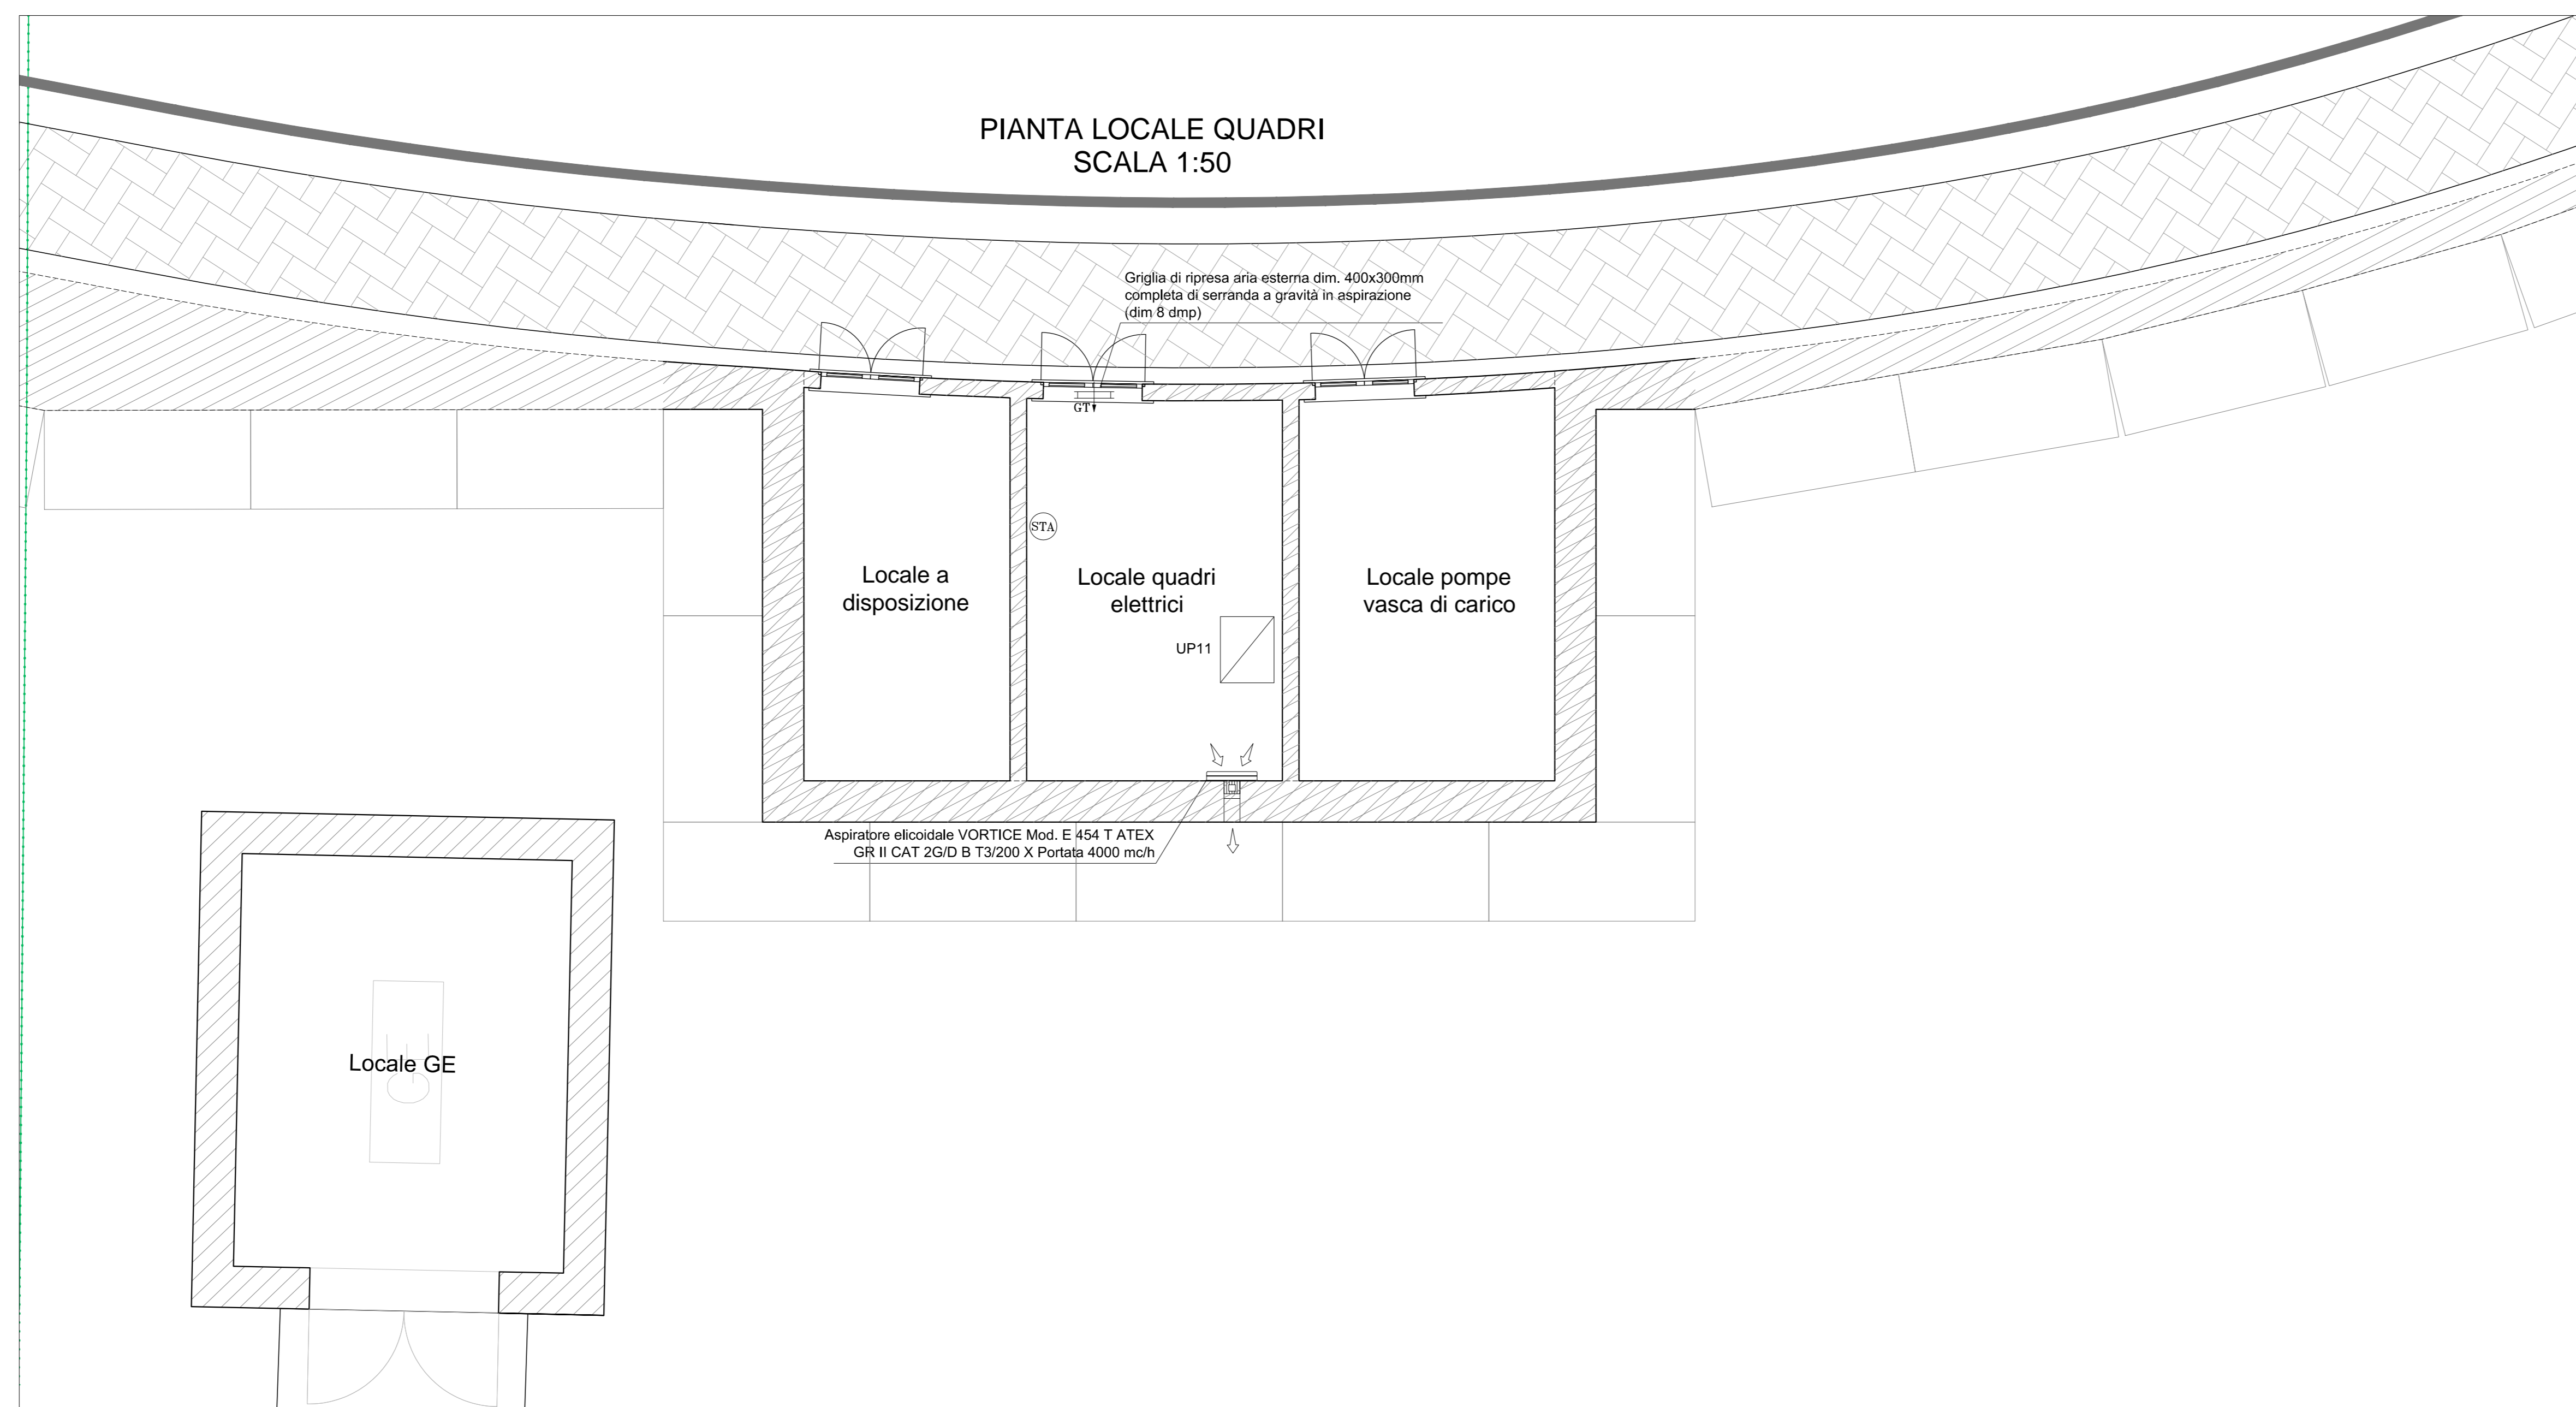 PIANTA LOCALE QUADRI
SCALA 1:50
Griglia di ripresa aria esterna dim. 400x300mm
completa di serranda a gravità in aspirazione
(dim 8 dmp)
GT
STA
Locale a
disposizione
Locale quadri
elettrici
Locale pompe
vasca di carico
UP11
Aspiratore elicoidale VORTICE Mod. E 454 T ATEX
GR II CAT 2G/D B T3/200 X Portata 4000 mc/h
Locale GE
GE